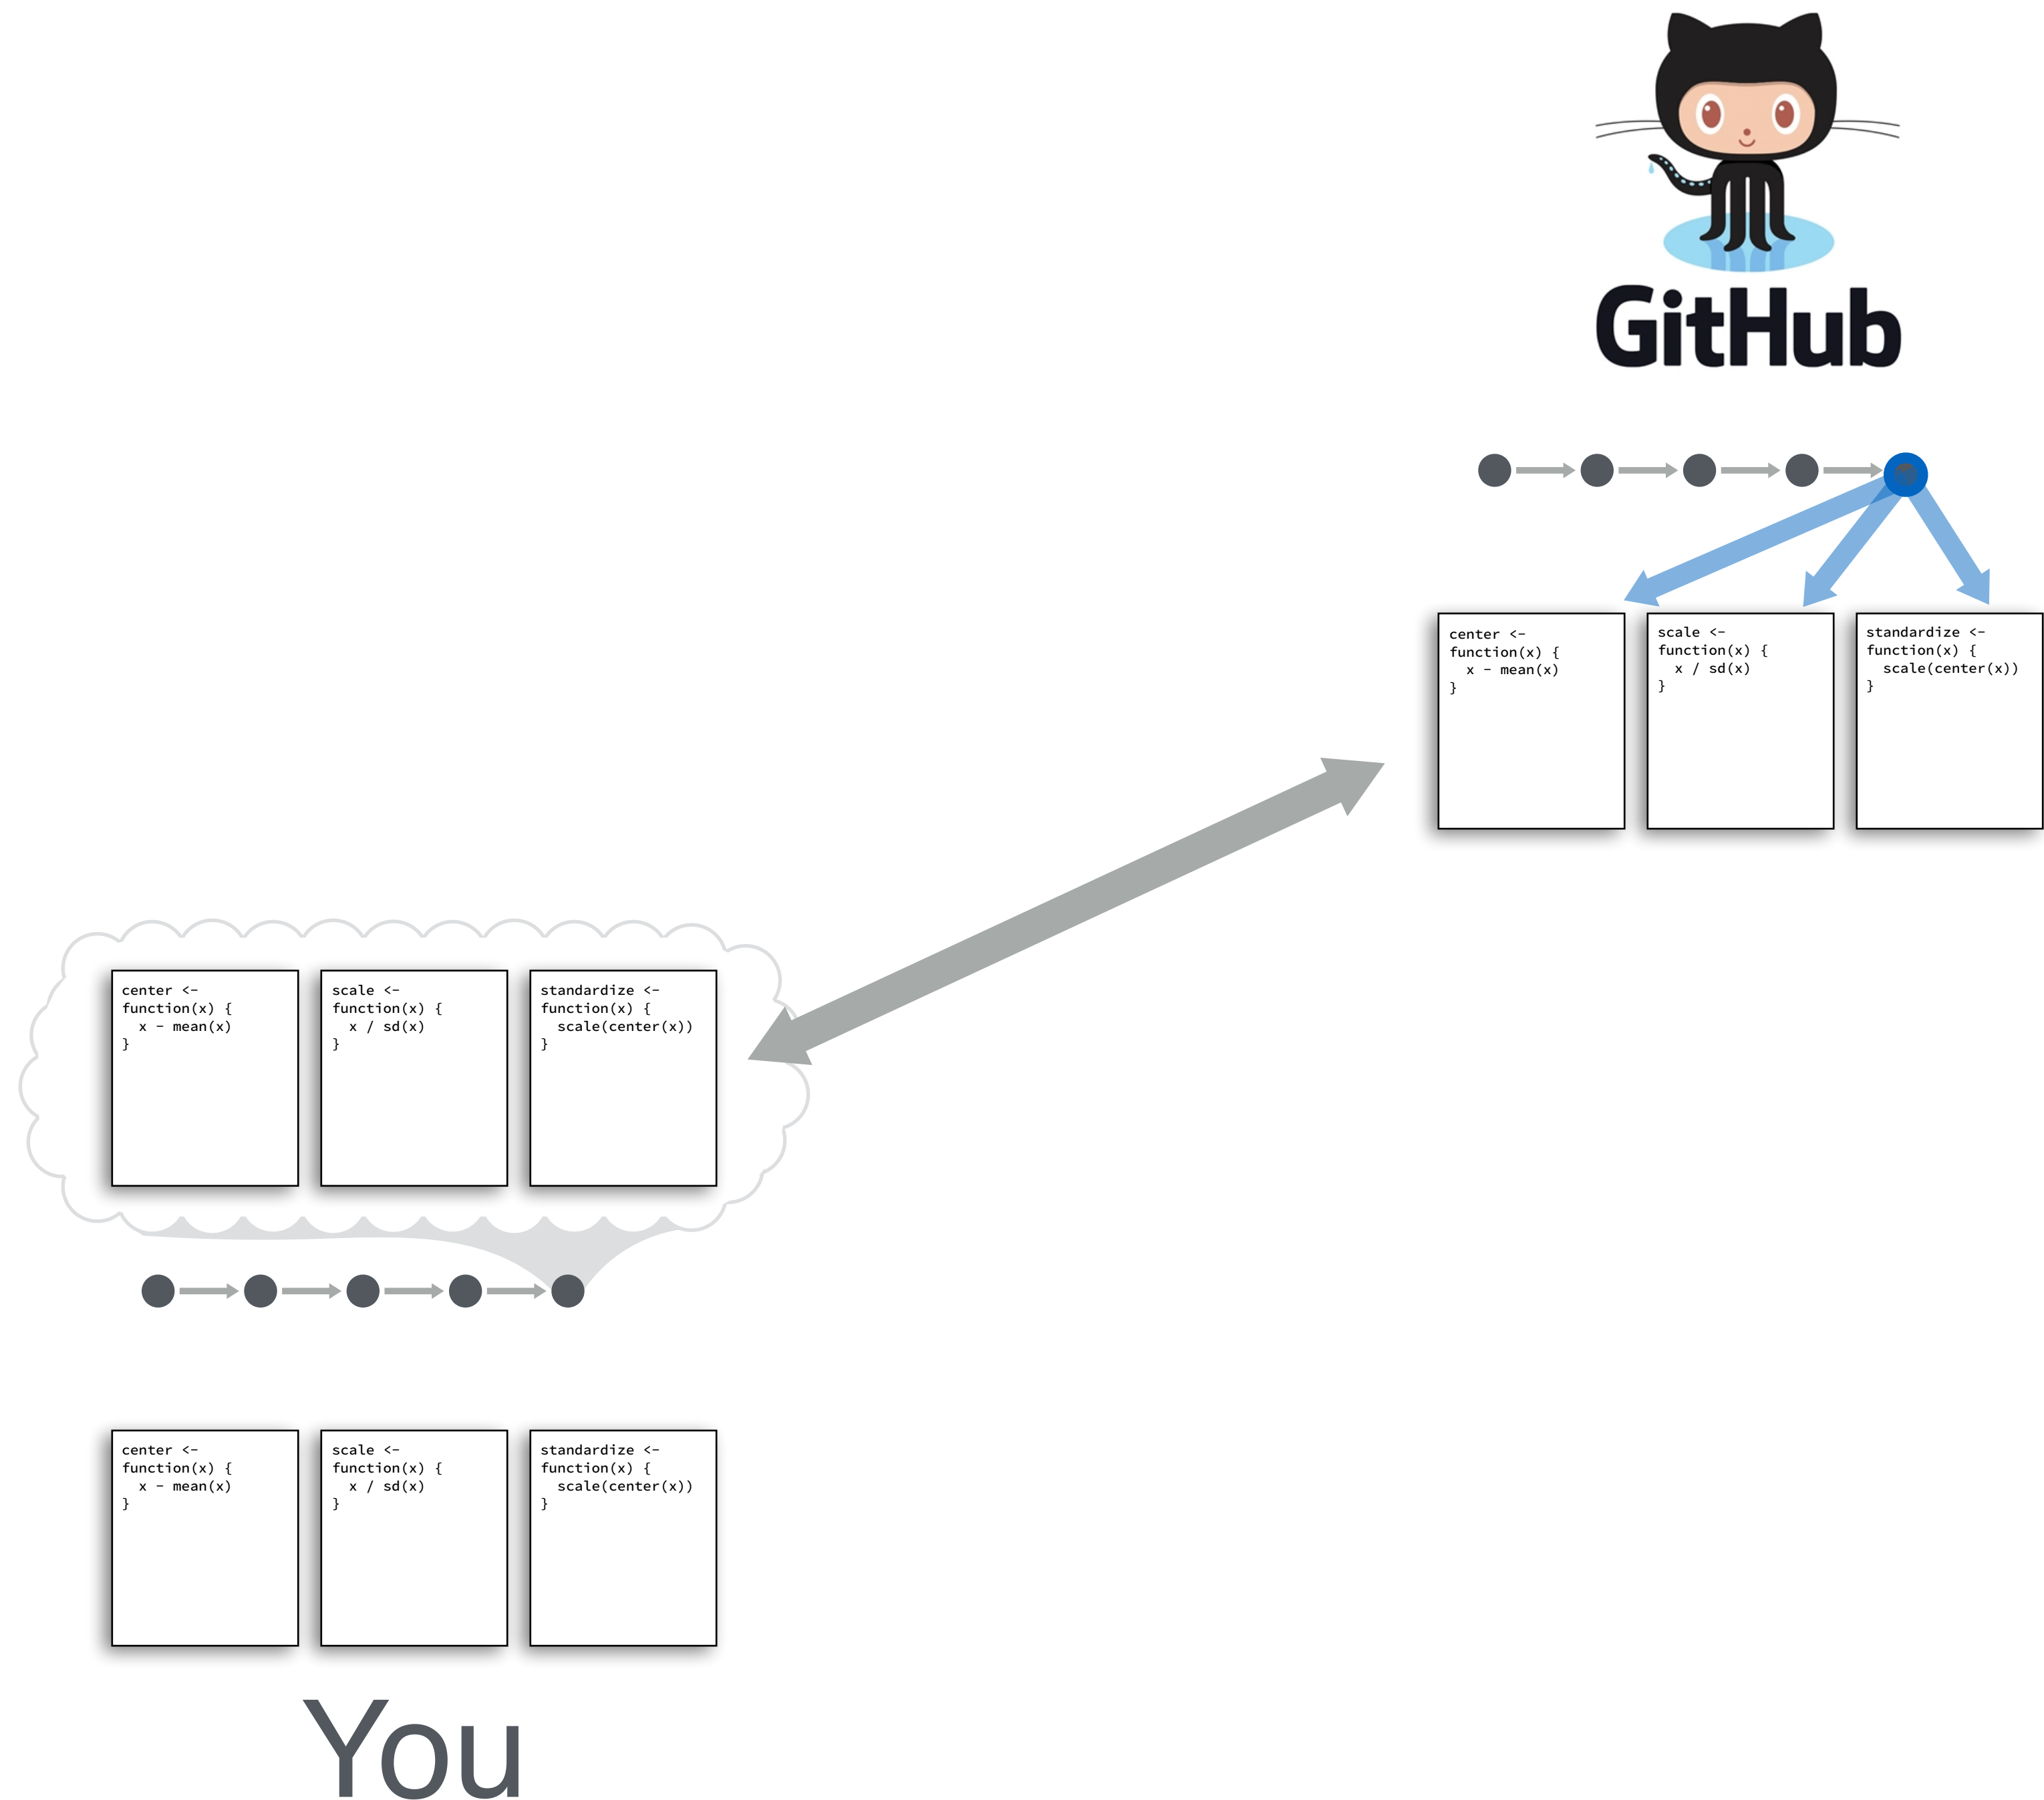 GitHub
center <-
function(x) {
  x - mean(x)
}
scale <-
function(x) {
  x / sd(x)
}
standardize <-
function(x) {
  scale(center(x))
}
center <-
function(x) {
  x - mean(x)
}
scale <-
function(x) {
  x / sd(x)
}
standardize <-
function(x) {
  scale(center(x))
}
center <-
function(x) {
  x - mean(x)
}
scale <-
function(x) {
  x / sd(x)
}
standardize <-
function(x) {
  scale(center(x))
}
You